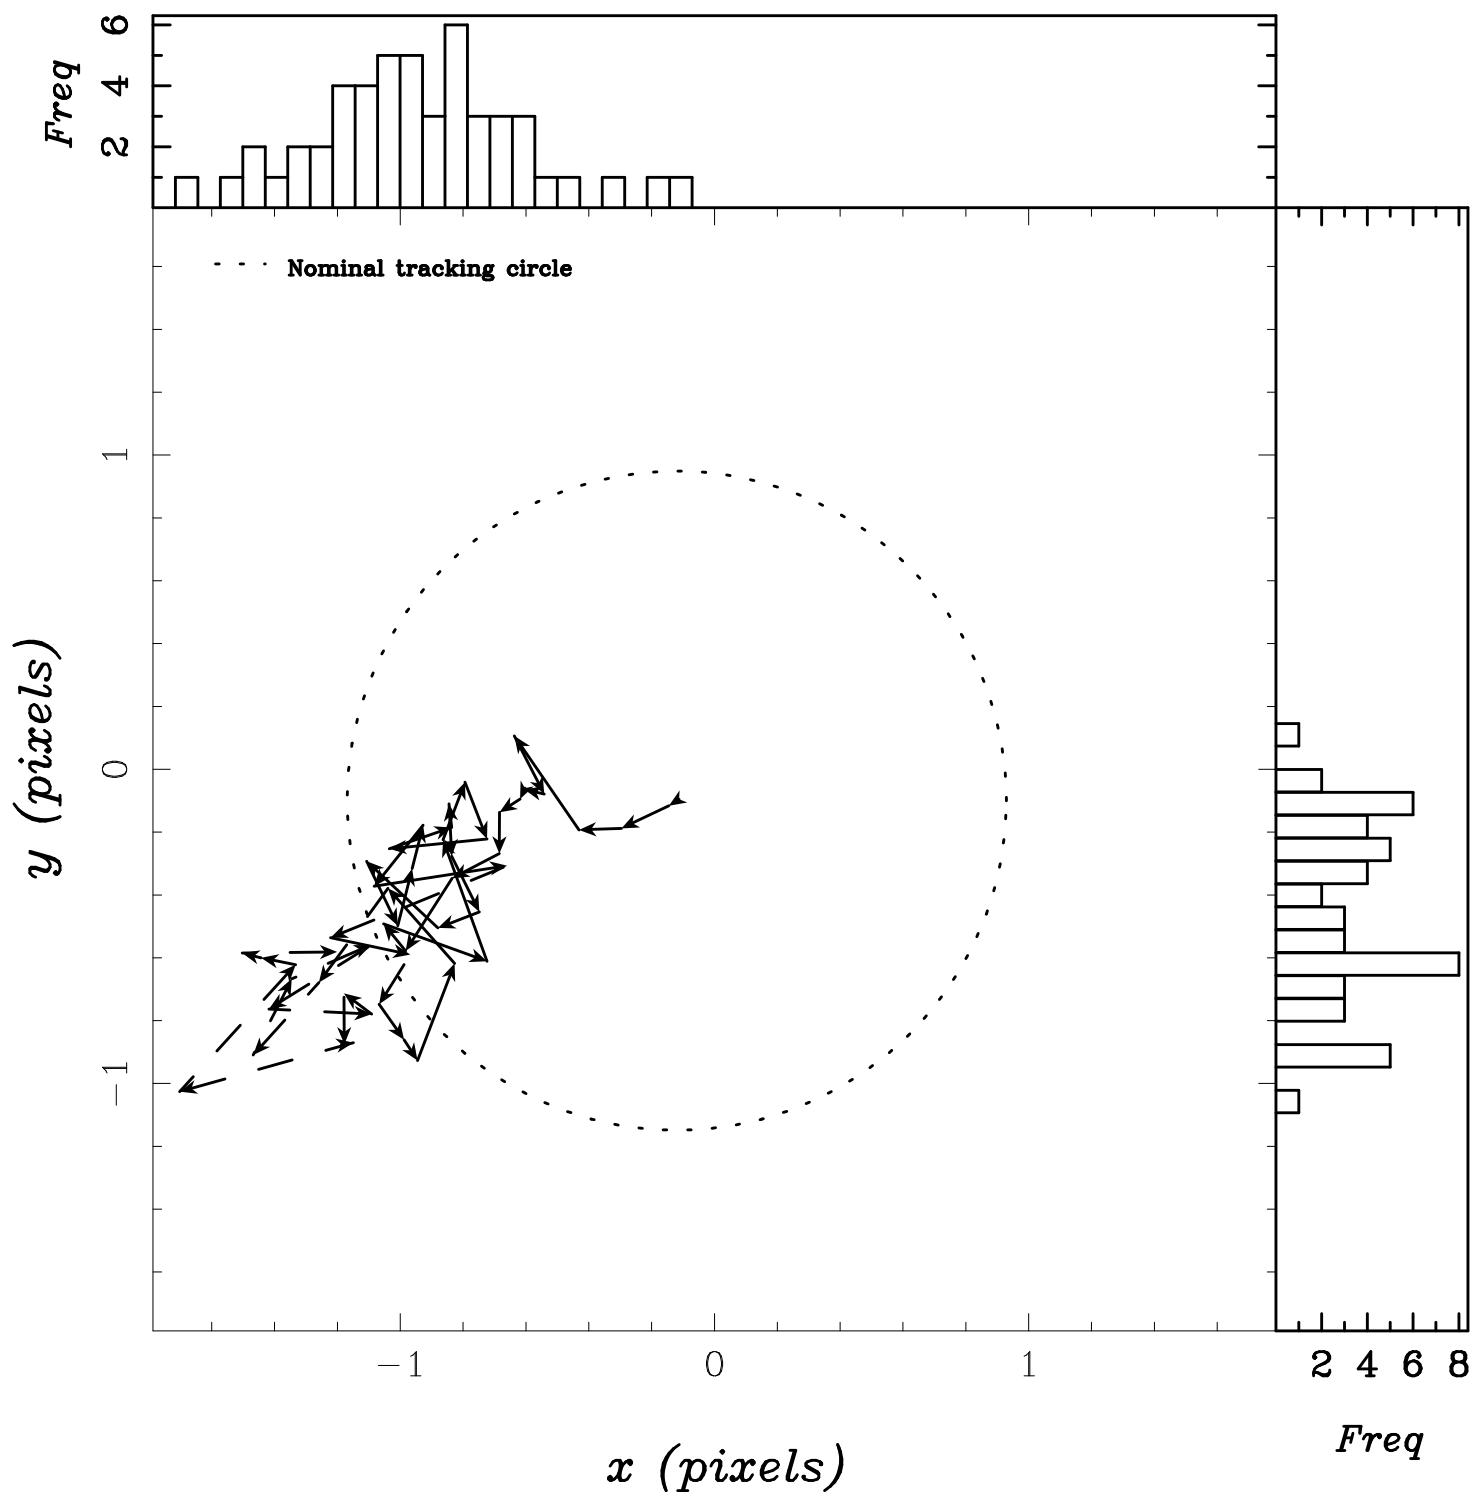 Freq
6
4
2
Nominal tracking circle
y (pixels)
1
0
−1
−1 0 1
2 4 6 8
x (pixels)
Freq